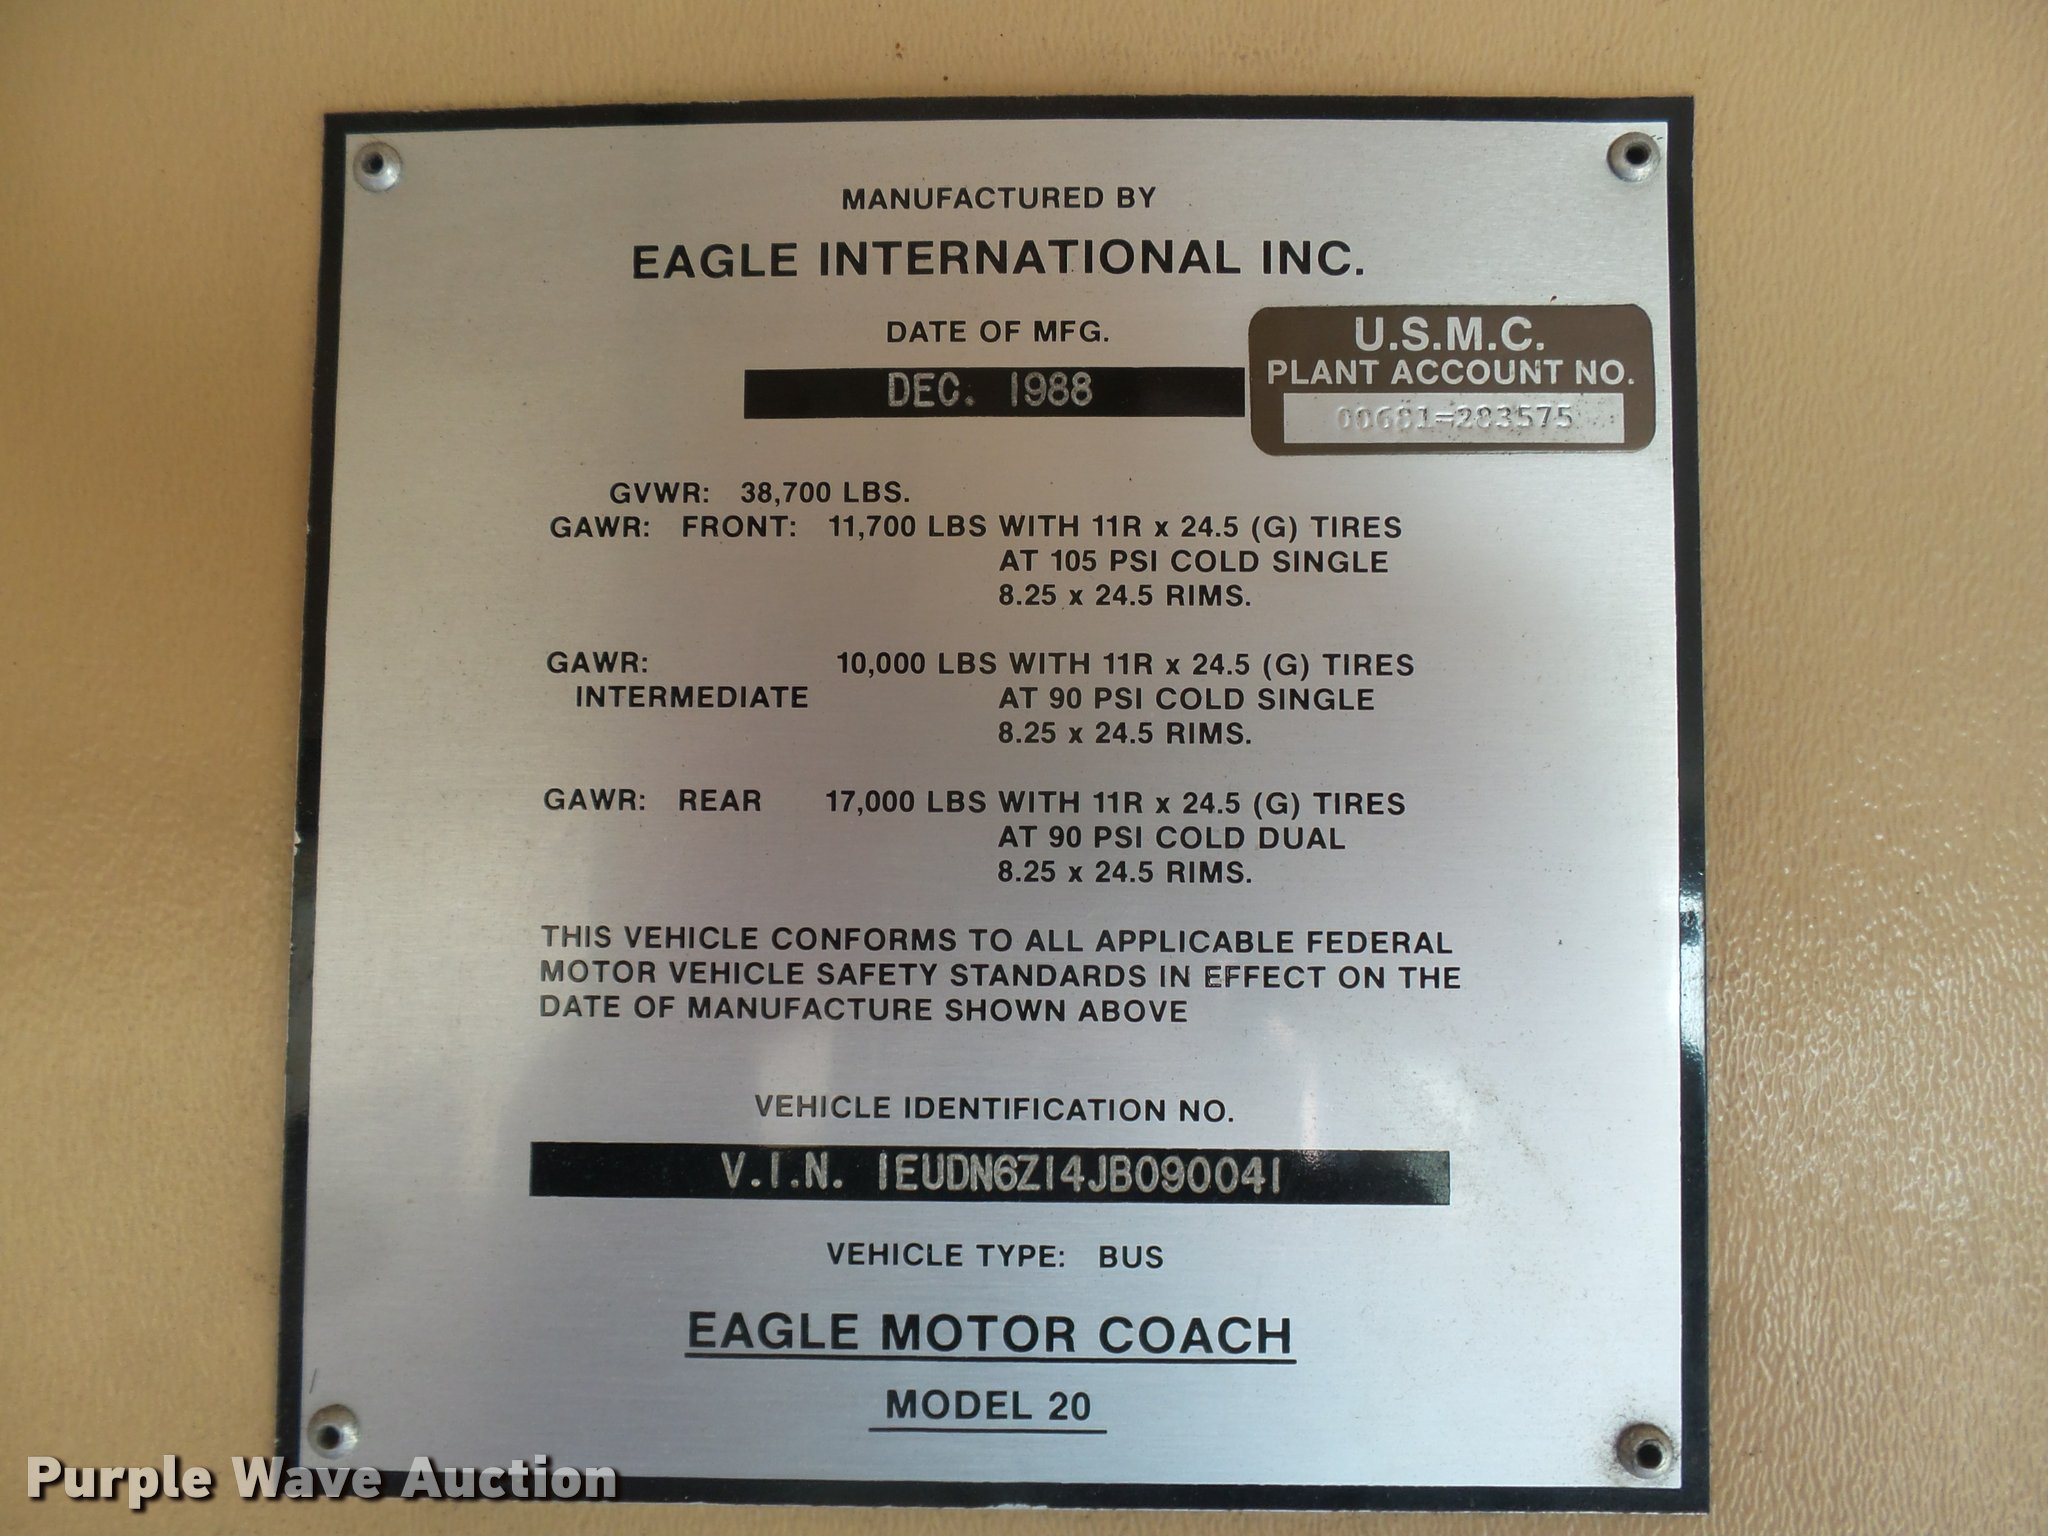 MANUFACTURED BY
EAGLE INTERNATIONAL INC.
DATE OF MFG.
DEC. 1988
U.S.M.C.
PLANT ACCOUNT NO.
00681-283575
GVWR: 38,700 LBS.
GAWR: FRONT: 11,700 LBS WITH 11R x 24.5 (G) TIRES
AT 105 PSI COLD SINGLE
8.25 x 24.5 RIMS.
GAWR: 10,000 LBS WITH 11R x 24.5 (G) TIRES
INTERMEDIATE AT 90 PSI COLD SINGLE
8.25 x 24.5 RIMS.
GAWR: REAR 17,000 LBS WITH 11R x 24.5 (G) TIRES
AT 90 PSI COLD DUAL
8.25 x 24.5 RIMS.
THIS VEHICLE CONFORMS TO ALL APPLICABLE FEDERAL
MOTOR VEHICLE SAFETY STANDARDS IN EFFECT ON THE
DATE OF MANUFACTURE SHOWN ABOVE
VEHICLE IDENTIFICATION NO.
V.I.N. 1EUDN6Z14JB090041
VEHICLE TYPE: BUS
EAGLE MOTOR COACH
MODEL 20
Purple Wave Auction